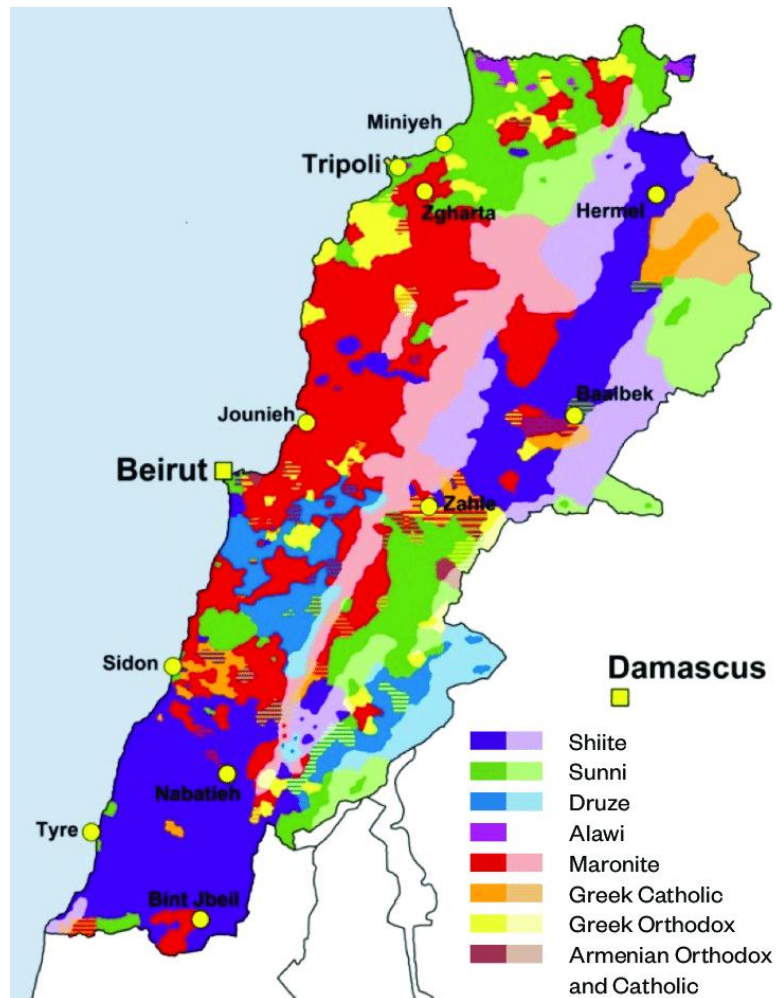 Miniyeh
Tripoli
Zgharta
Hermel
Baalbek
Jounieh
Beirut
Zahle
Sidon
Damascus
Nabatieh
Tyre
Bint Jbeil
Shiite
Sunni
Druze
Alawi
Maronite
Greek Catholic
Greek Orthodox
Armenian Orthodox
and Catholic